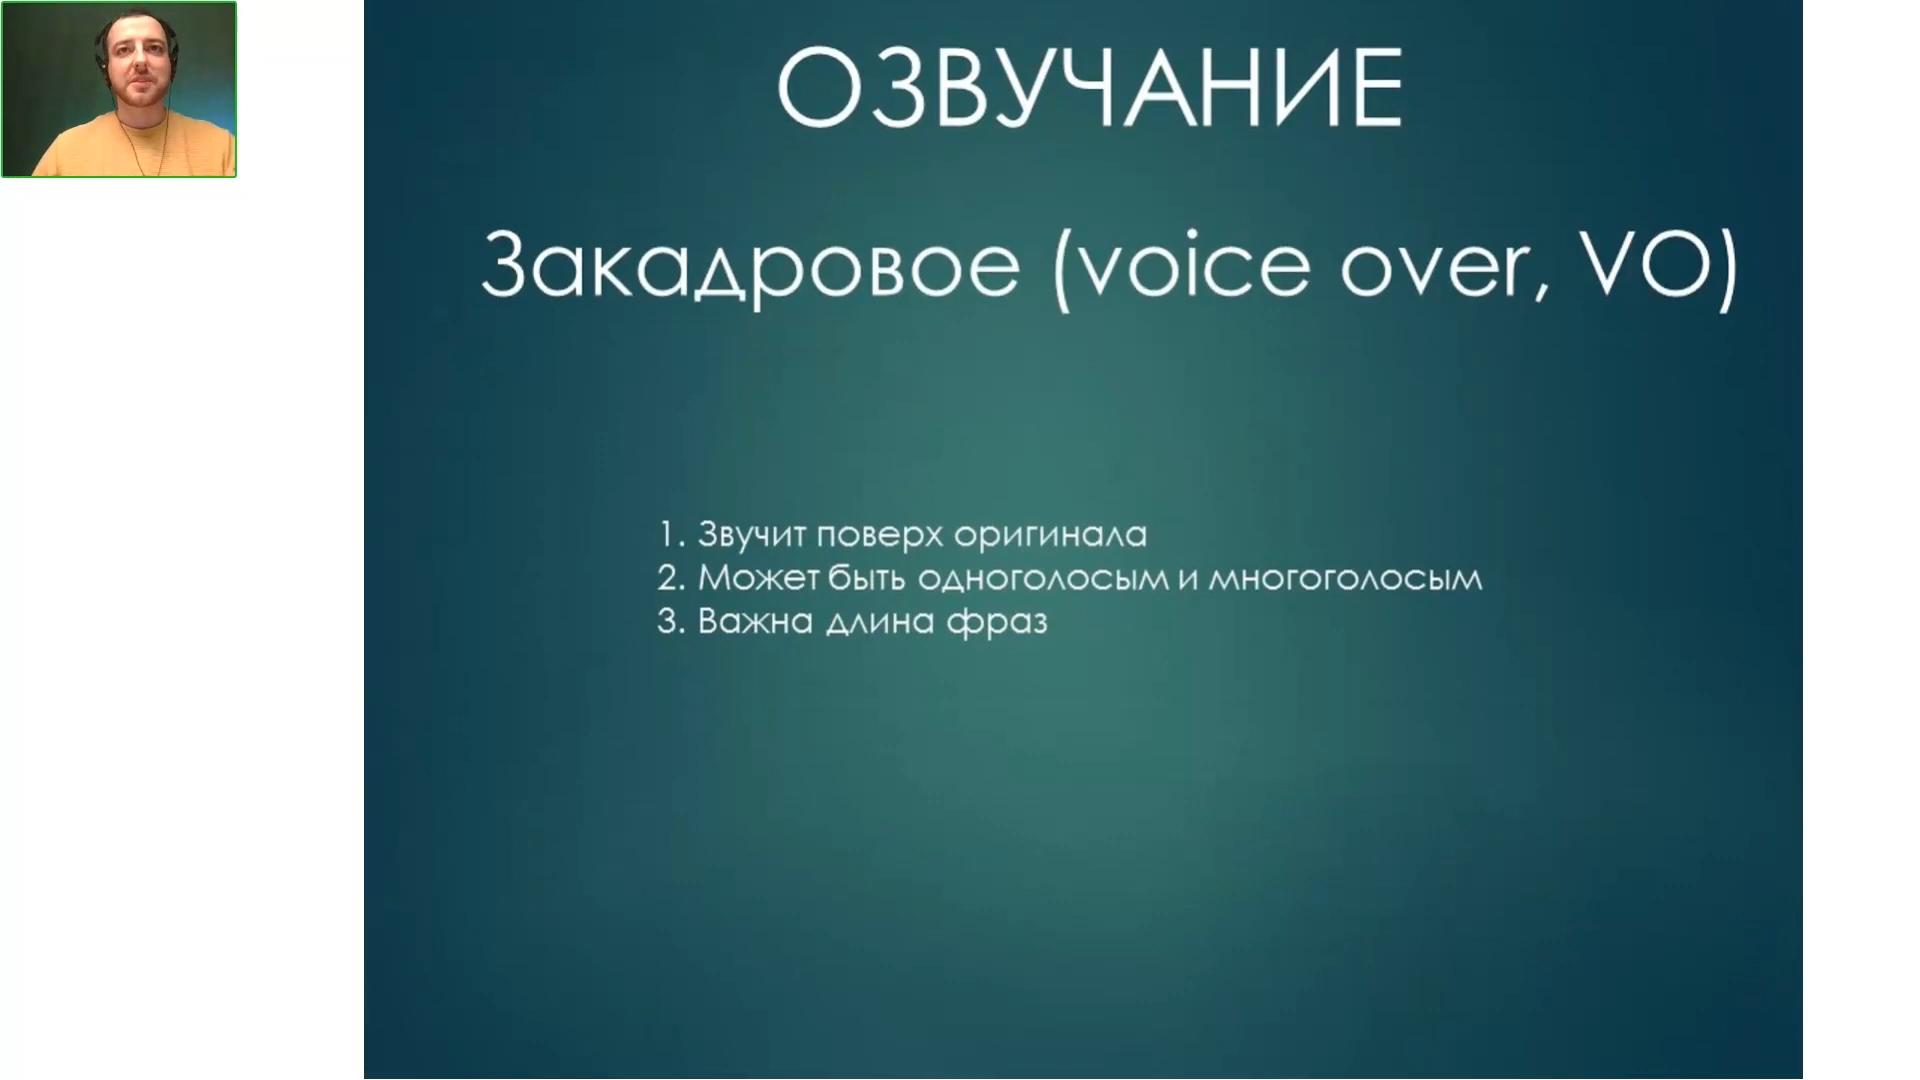 ОЗВУЧАНИЕ
Закадровое (voice over, VO)
1. Звучит поверх оригинала
2. Может быть одноголосым и многоголосым
3. Важна длина фраз